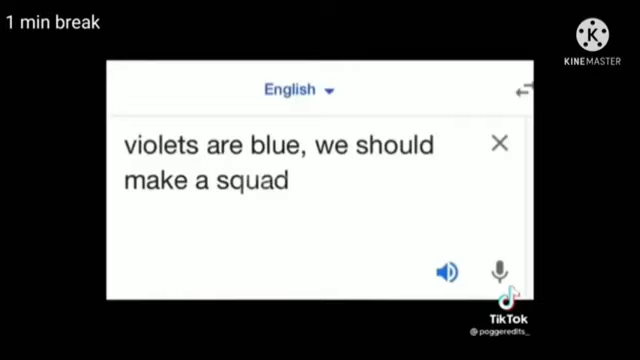 1 min break
K
KINEMASTER
English
violets are blue, we should
make a squad
TikTok
@poggeredits_